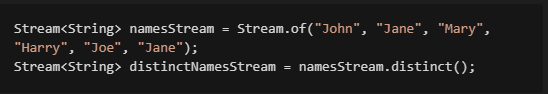 Stream<String> namesStream = Stream.of("John", "Jane", "Mary",
"Harry", "Joe", "Jane");
Stream<String> distinctNamesStream = namesStream.distinct();